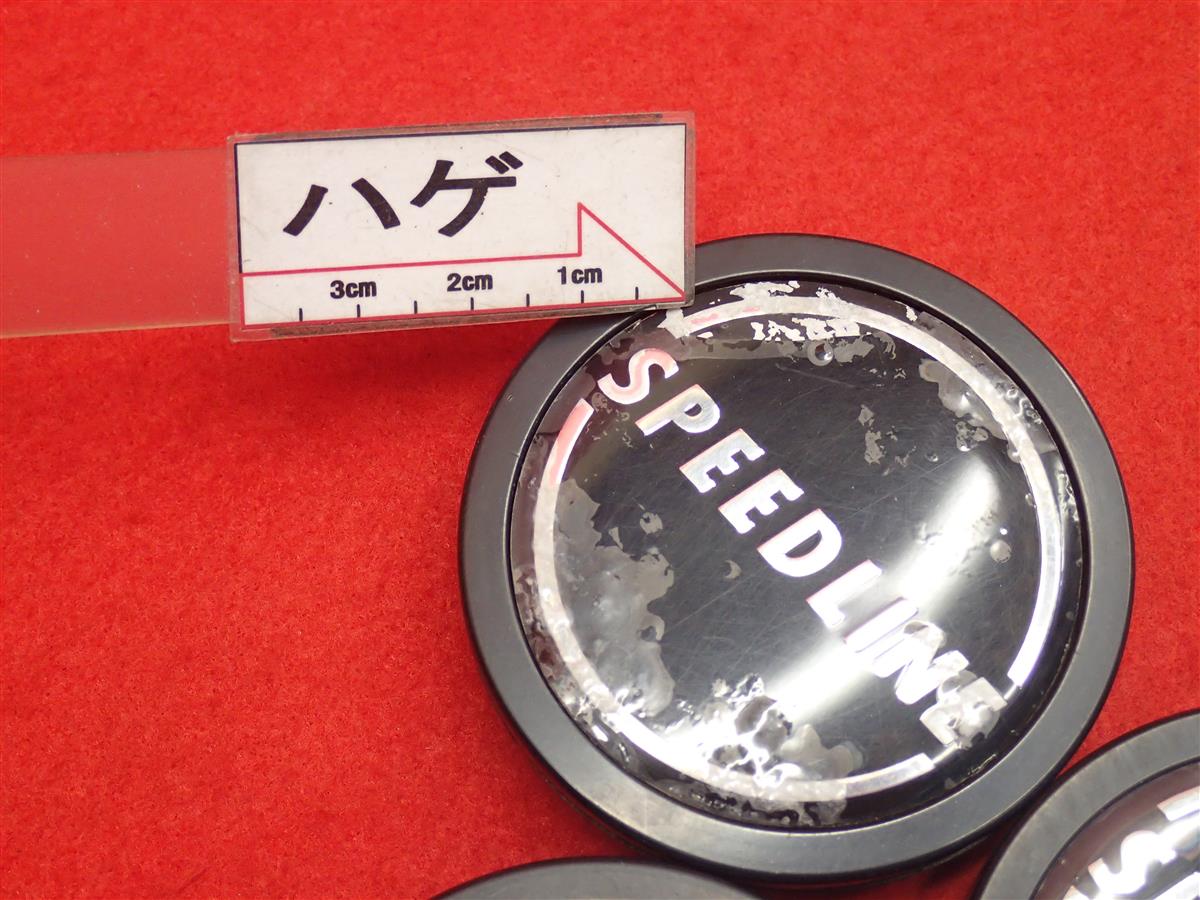 ハゲ
3cm 2cm 1cm
SPEEDLINE